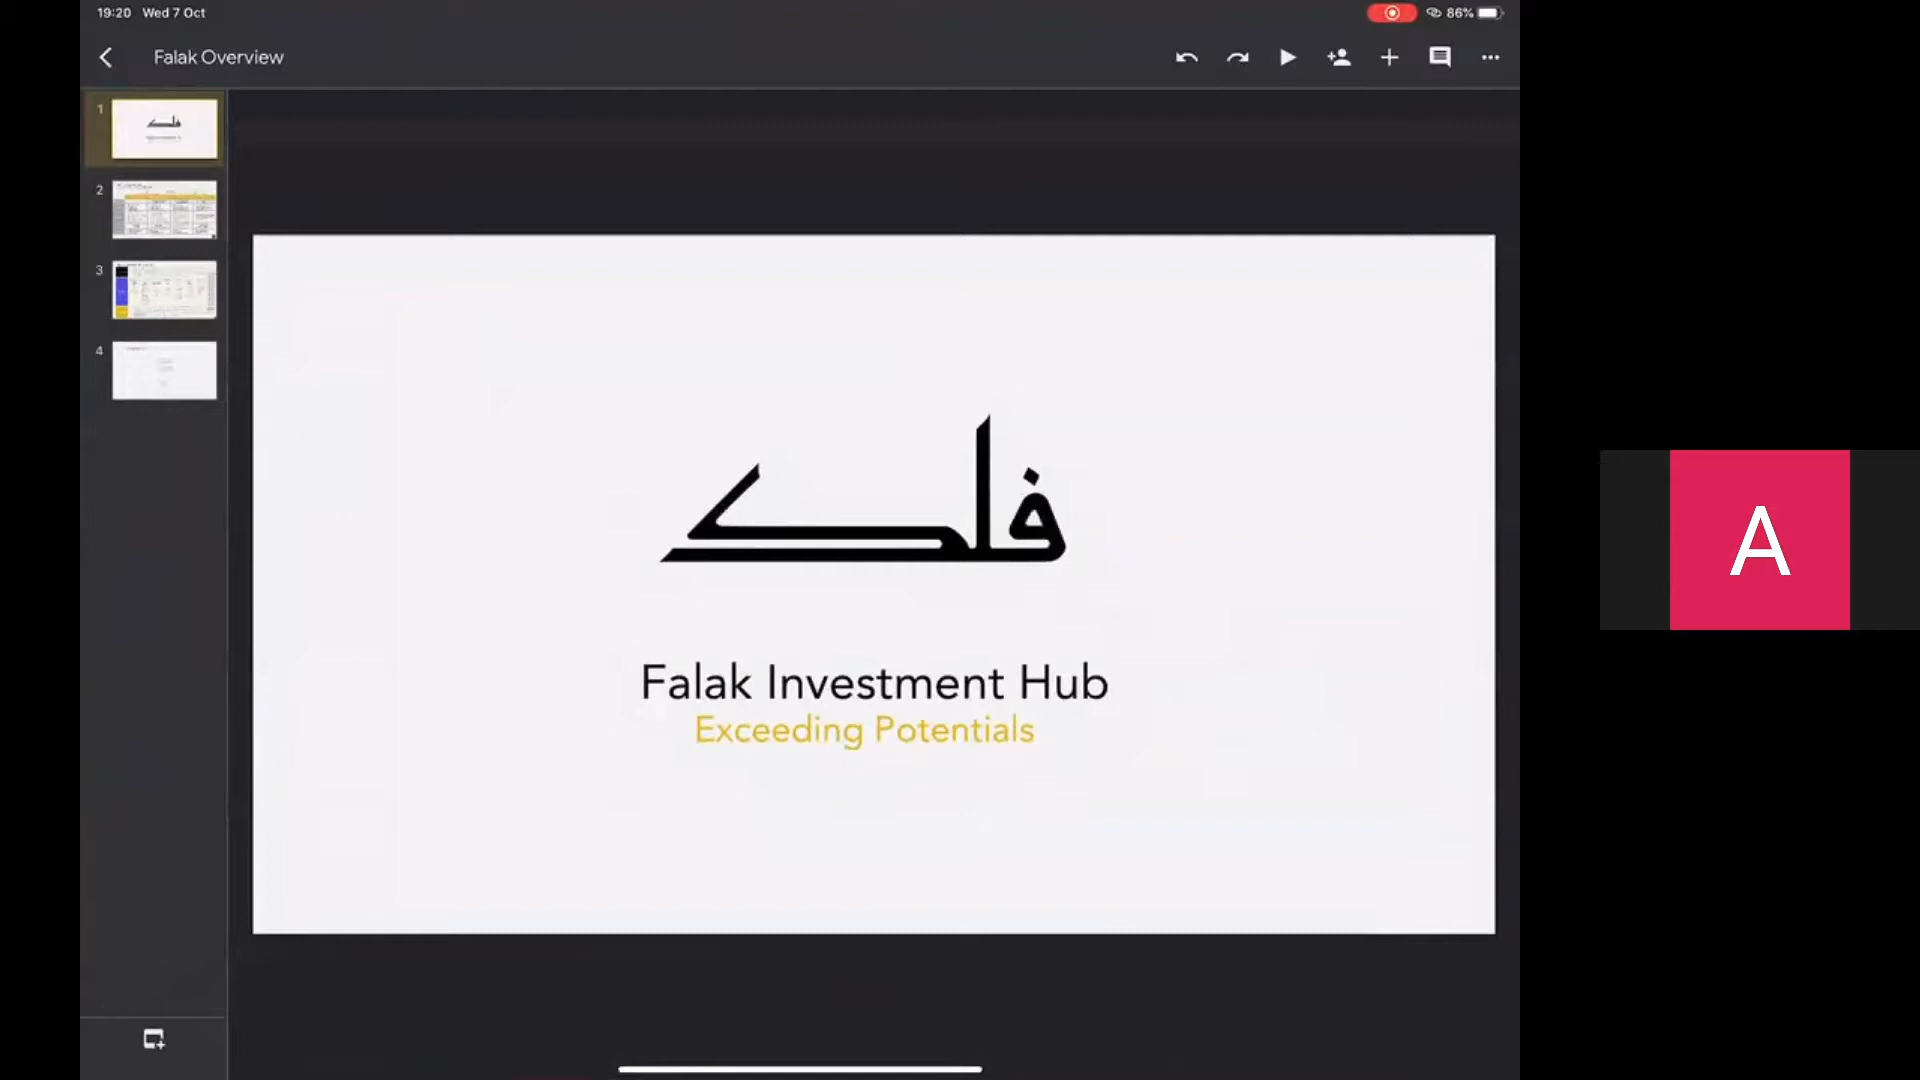 19:20 Wed 7 Oct
86%
Falak Overview
1
2
3
4
فلك
Falak Investment Hub
Exceeding Potentials
A